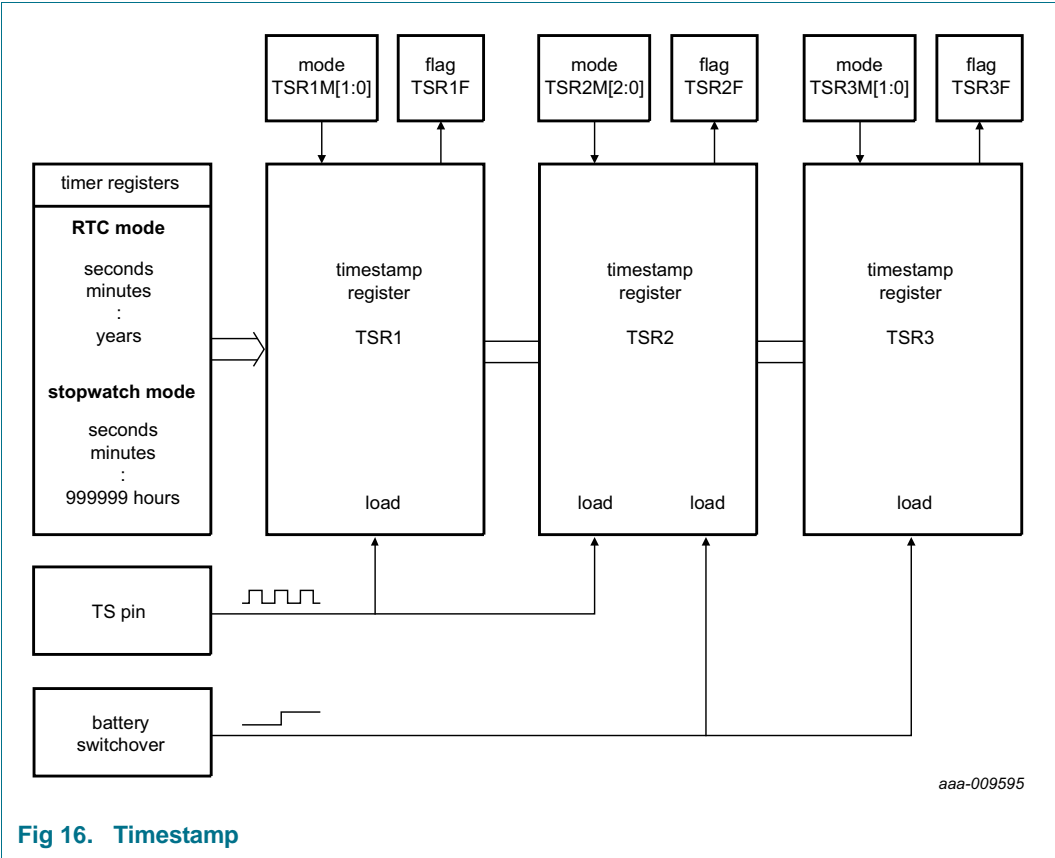 mode
TSR1M[1:0]
flag
TSR1F
mode
TSR2M[2:0]
flag
TSR2F
mode
TSR3M[1:0]
flag
TSR3F
timer registers
RTC mode
seconds
minutes
:
years
stopwatch mode
seconds
minutes
:
999999 hours
timestamp
register
TSR1
load
timestamp
register
TSR2
load
load
timestamp
register
TSR3
load
TS pin
battery
switchover
aaa-009595
Fig 16. Timestamp